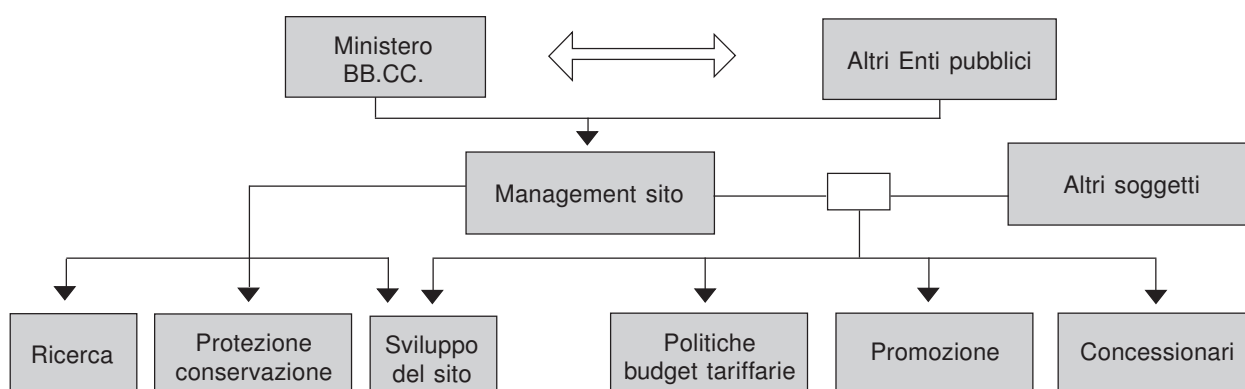 Ministero
BB.CC.
Altri Enti pubblici
Management sito
Altri soggetti
Ricerca
Protezione
conservazione
Sviluppo
del sito
Politiche
budget tariffarie
Promozione
Concessionari